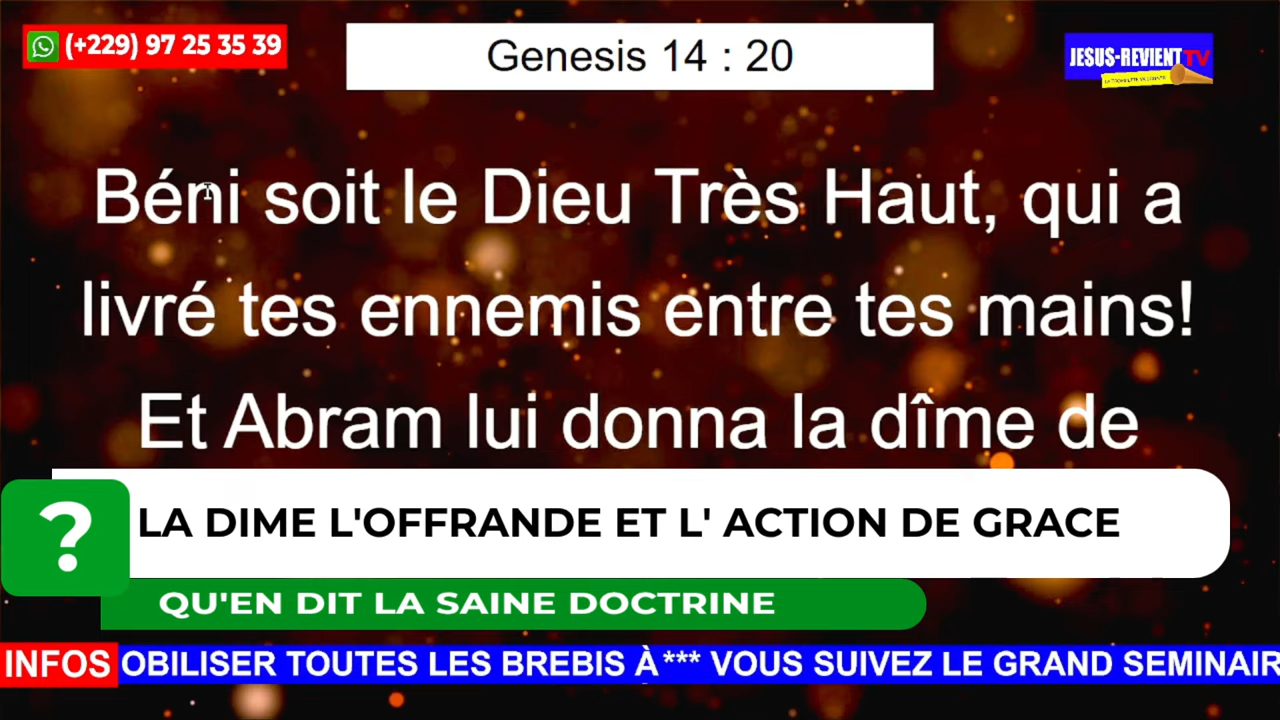 (+229) 97 25 35 39
Genesis 14 : 20
JESUS-REVIENT TV
Béni soit le Dieu Très Haut, qui a
livré tes ennemis entre tes mains!
Et Abram lui donna la dîme de
?
LA DIME L'OFFRANDE ET L' ACTION DE GRACE
QU'EN DIT LA SAINE DOCTRINE
INFOS OBILISER TOUTES LES BREBIS À *** VOUS SUIVEZ LE GRAND SEMINAIR